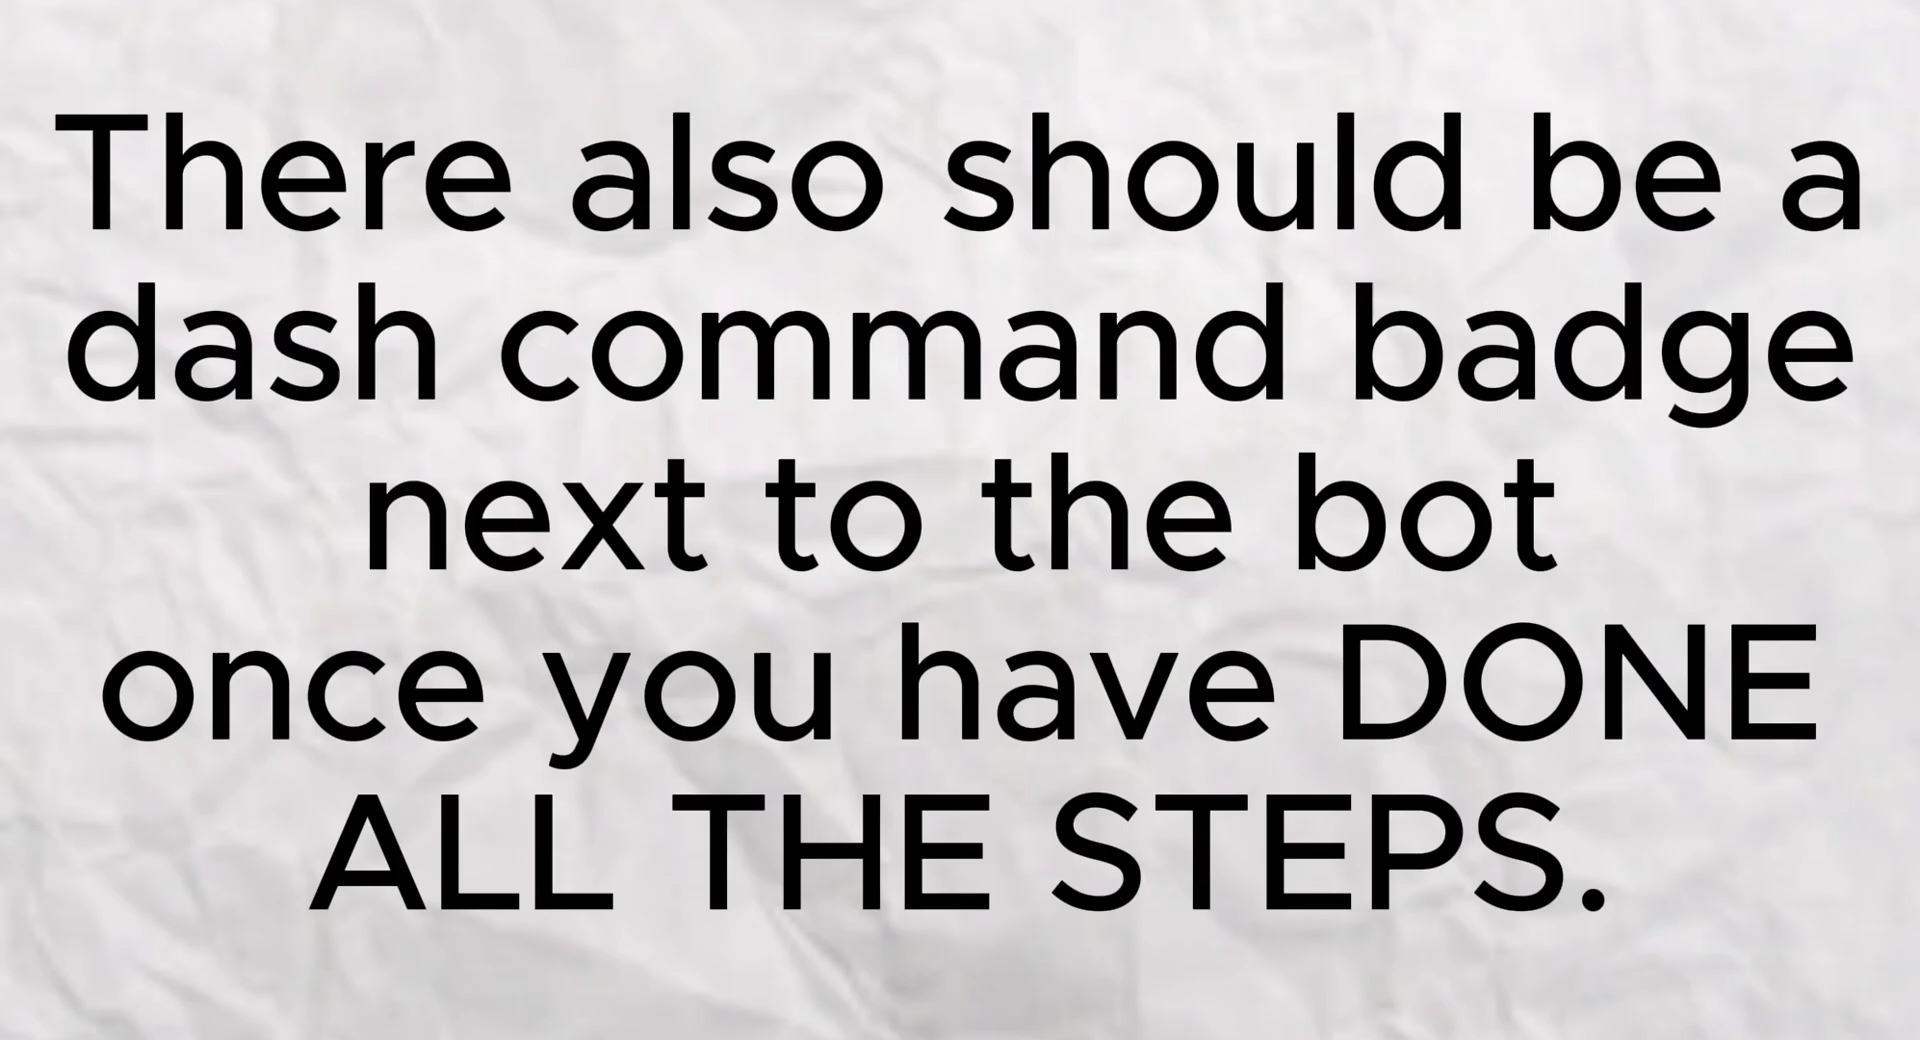 There also should be a
dash command badge
next to the bot
once you have DONE
ALL THE STEPS.